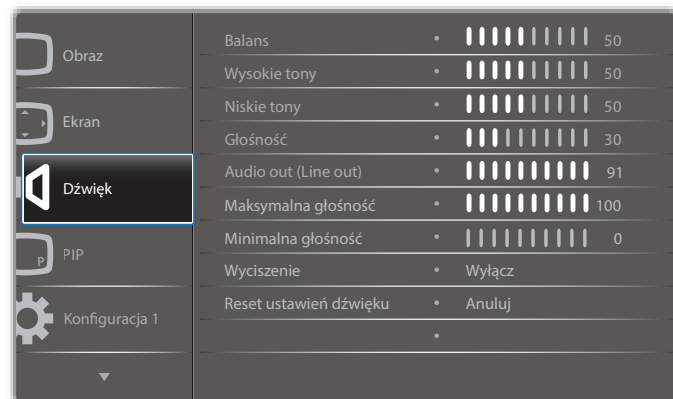 Obraz
Ekran
Dźwięk
PIP
Konfiguracja 1
Balans • 50
Wysokie tony • 50
Niskie tony • 50
Głośność • 30
Audio out (Line out) • 91
Maksymalna głośność • 100
Minimalna głośność • 0
Wyciszenie • Wyłącz
Reset ustawień dźwięku • Anuluj
•
P